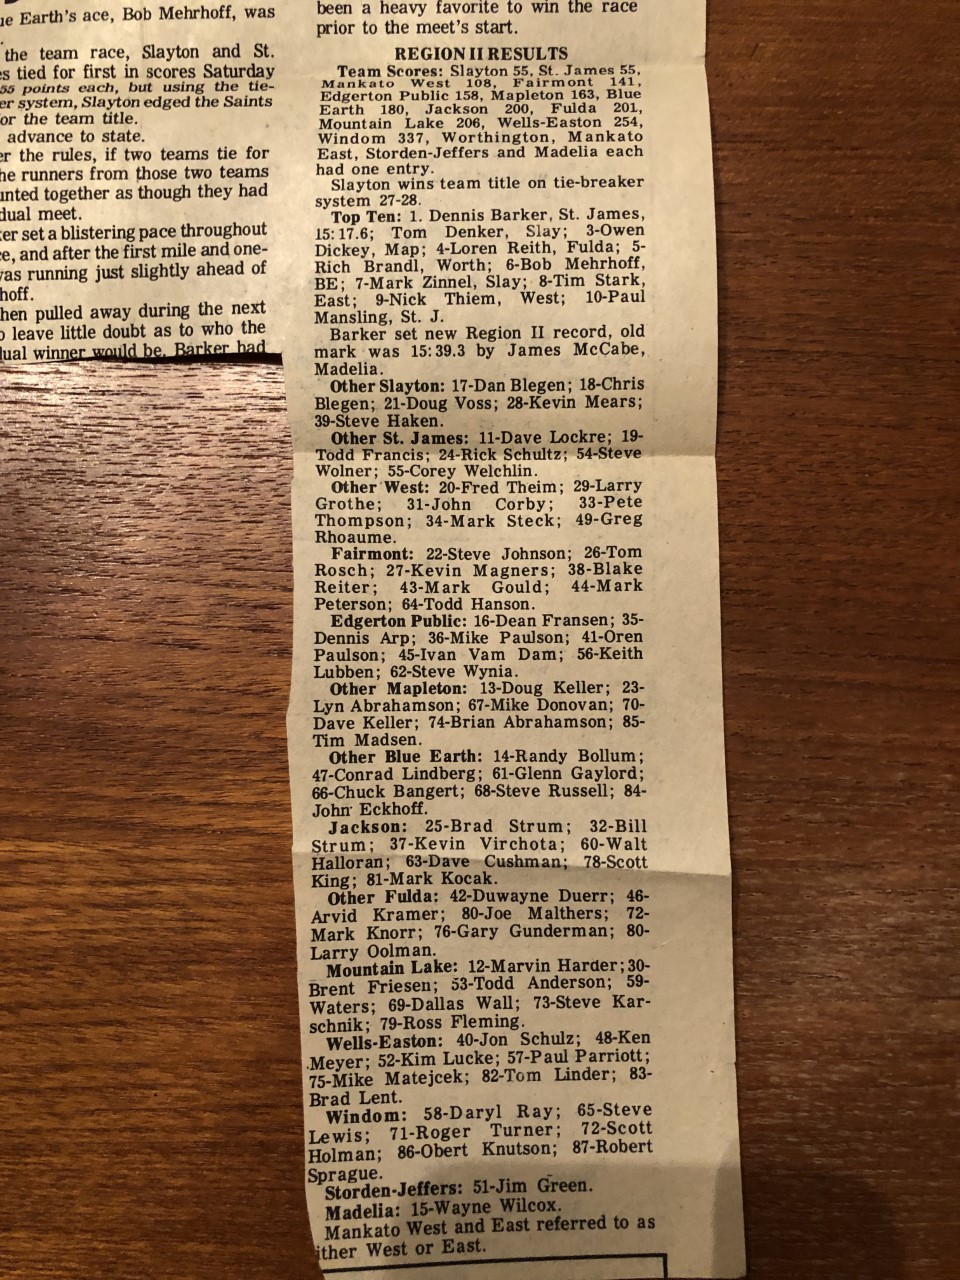 ue Earth's ace, Bob Mehrhoff, was
the team race, Slayton and St.
s tied for first in scores Saturday
55 points each, but using the tie-
er system, Slayton edged the Saints
or the team title.
advance to state.
er the rules, if two teams tie for
he runners from those two teams
unted together as though they had
dual meet.
ker set a blistering pace throughout
ce, and after the first mile and one-
was running just slightly ahead of
hoff.
hen pulled away during the next
o leave little doubt as to who the
dual winner would be. Barker had
been a heavy favorite to win the race
prior to the meet's start.
REGION II RESULTS
Team Scores: Slayton 55, St. James 55,
Mankato West 108, Fairmont 141,
Edgerton Public 158, Mapleton 163, Blue
Earth 180, Jackson 200, Fulda 201,
Mountain Lake 206, Wells-Easton 254,
Windom 337, Worthington, Mankato
East, Storden-Jeffers and Madelia each
had one entry.
Slayton wins team title on tie-breaker
system 27-28.
Top Ten: 1. Dennis Barker, St. James,
15:17.6; Tom Denker, Slay; 3-Owen
Dickey, Map; 4-Loren Reith, Fulda; 5-
Rich Brandl, Worth; 6-Bob Mehrhoff,
BE; 7-Mark Zinnel, Slay; 8-Tim Stark,
East; 9-Nick Thiem, West; 10-Paul
Mansling, St. J.
Barker set new Region II record, old
mark was 15:39.3 by James McCabe,
Madelia.
Other Slayton: 17-Dan Blegen; 18-Chris
Blegen; 21-Doug Voss; 28-Kevin Mears;
39-Steve Haken.
Other St. James: 11-Dave Lockre; 19-
Todd Francis; 24-Rick Schultz; 54-Steve
Wolner; 55-Corey Welchlin.
Other West: 20-Fred Theim; 29-Larry
Grothe; 31-John Corby; 33-Pete
Thompson; 34-Mark Steck; 49-Greg
Rhoaume.
Fairmont: 22-Steve Johnson; 26-Tom
Rosch; 27-Kevin Magners; 38-Blake
Reiter; 43-Mark Gould; 44-Mark
Peterson; 64-Todd Hanson.
Edgerton Public: 16-Dean Fransen; 35-
Dennis Arp; 36-Mike Paulson; 41-Oren
Paulson; 45-Ivan Vam Dam; 56-Keith
Lubben; 62-Steve Wynia.
Other Mapleton: 13-Doug Keller; 23-
Lyn Abrahamson; 67-Mike Donovan; 70-
Dave Keller; 74-Brian Abrahamson; 85-
Tim Madsen.
Other Blue Earth: 14-Randy Bollum;
47-Conrad Lindberg; 61-Glenn Gaylord;
66-Chuck Bangert; 68-Steve Russell; 84-
John Eckhoff.
Jackson: 25-Brad Strum; 32-Bill
Strum; 37-Kevin Virchota; 60-Walt
Halloran; 63-Dave Cushman; 78-Scott
King; 81-Mark Kocak.
Other Fulda: 42-Duwayne Duerr; 46-
Arvid Kramer; 80-Joe Malthers; 72-
Mark Knorr; 76-Gary Gunderman; 80-
Larry Oolman.
Mountain Lake: 12-Marvin Harder; 30-
Brent Friesen; 53-Todd Anderson; 59-
Waters; 69-Dallas Wall; 73-Steve Kar-
schnik; 79-Ross Fleming.
Wells-Easton: 40-Jon Schulz; 48-Ken
Meyer; 52-Kim Lucke; 57-Paul Parriott;
75-Mike Matejcek; 82-Tom Linder; 83-
Brad Lent.
Windom: 58-Daryl Ray; 65-Steve
Lewis; 71-Roger Turner; 72-Scott
Holman; 86-Obert Knutson; 87-Robert
Sprague.
Storden-Jeffers: 51-Jim Green.
Madelia: 15-Wayne Wilcox.
Mankato West and East referred to as
ither West or East.